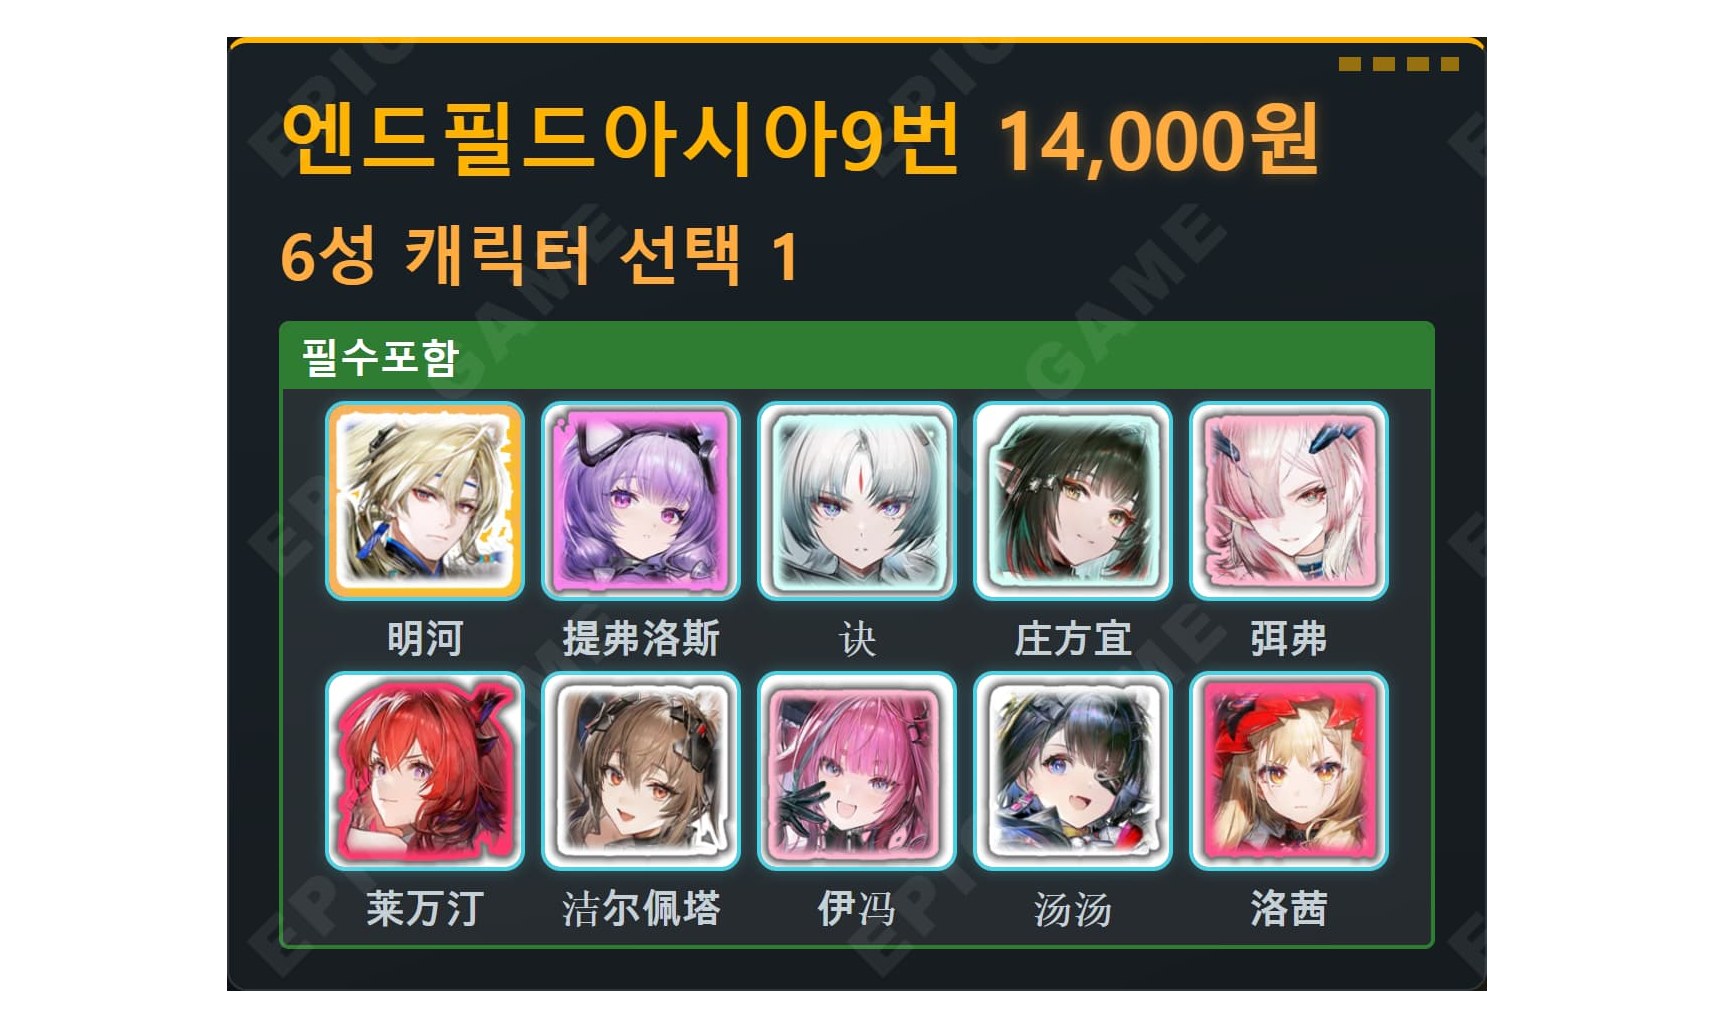 엔드필드아시아9번 14,000원
6성 캐릭터 선택 1
필수포함
明河 提弗洛斯 诀 庄方宜 弭弗
莱万汀 洁尔佩塔 伊冯 汤汤 洛茜
EPIC GAME